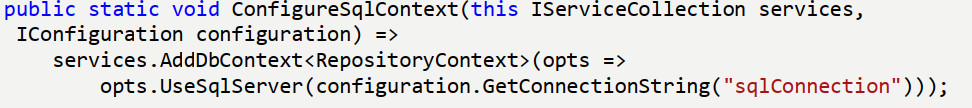 public static void ConfigureSqlContext(this IServiceCollection services,
IConfiguration configuration) =>
services.AddDbContext<RepositoryContext>(opts =>
opts.UseSqlServer(configuration.GetConnectionString("sqlConnection")));